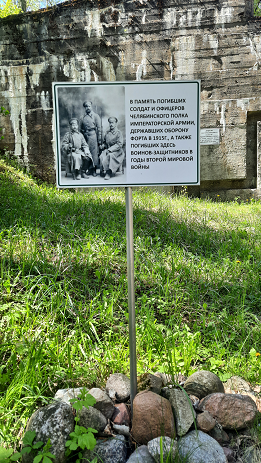 В ПАМЯТЬ ПОГИБШИХ
СОЛДАТ И ОФИЦЕРОВ
ЧЕЛЯБИНСКОГО ПОЛКА
ИМПЕРАТОРСКОЙ АРМИИ,
ДЕРЖАВШИХ ОБОРОНУ
ФОРТА В 1915Г., А ТАКЖЕ
ПОГИБШИХ ЗДЕСЬ
ВОИНОВ-ЗАЩИТНИКОВ В
ГОДЫ ВТОРОЙ МИРОВОЙ
ВОЙНЫ